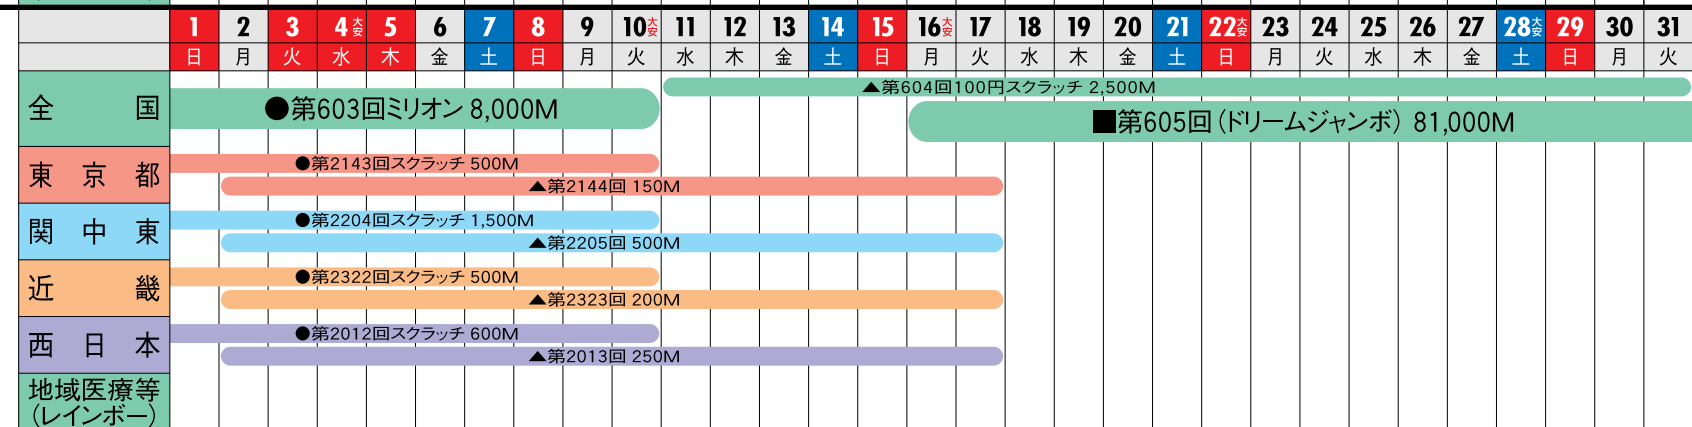 1 2 3 4大安 5 6 7 8 9 10大安 11 12 13 14 15 16大安 17 18 19 20 21 22大安 23 24 25 26 27 28大安 29 30 31
日 月 火 水 木 金 土 日 月 火 水 木 金 土 日 月 火 水 木 金 土 日 月 火 水 木 金 土 日 月 火
全国
▲第604回100円スクラッチ 2,500M
●第603回ミリオン 8,000M
■第605回(ドリームジャンボ) 81,000M
東京都
●第2143回スクラッチ 500M
▲第2144回 150M
関中東
●第2204回スクラッチ 1,500M
▲第2205回 500M
近畿
●第2322回スクラッチ 500M
▲第2323回 200M
西日本
●第2012回スクラッチ 600M
▲第2013回 250M
地域医療等
(レインボー)